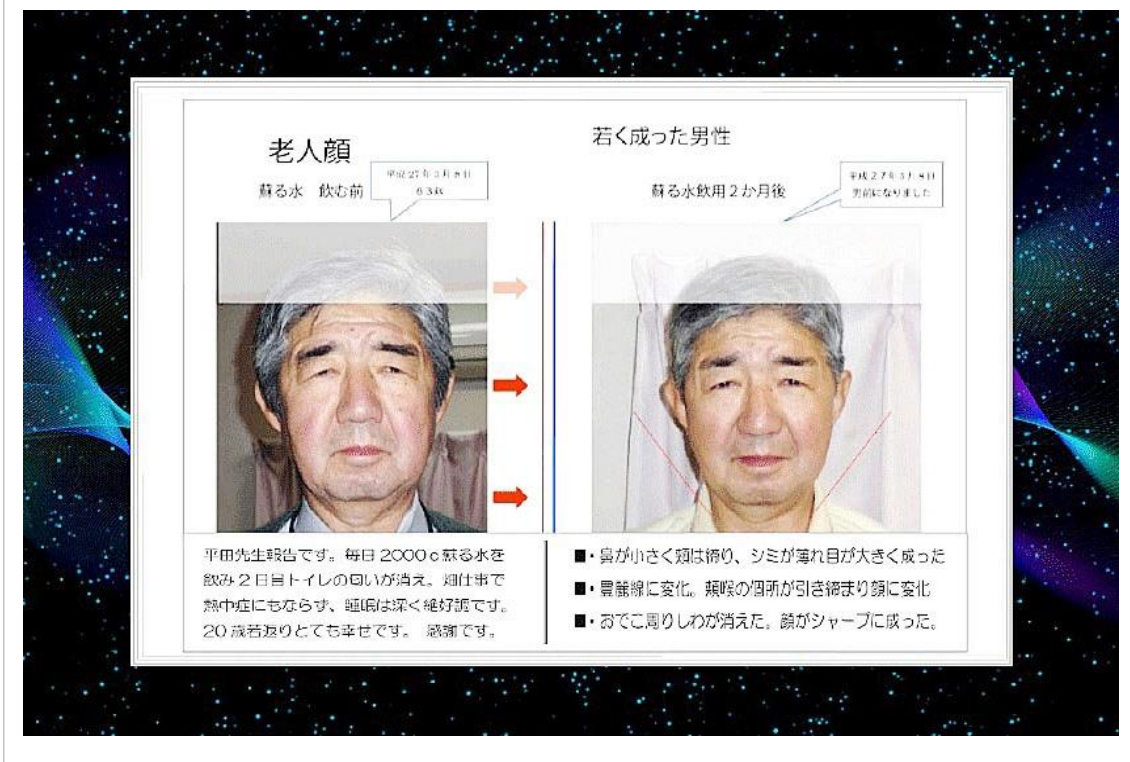 老人顔
蘇る水　飲む前
若く成った男性
蘇る水飲用２か月後
男前になりました
平田先生報告です。毎日2000ｃ蘇る水を
飲み２日目トイレの匂いが消え。畑仕事で
熱中症にもならず、睡眠は深く絶好調です。
20歳若返りとても幸せです。　感謝です。
■・鼻が小さく頬は締り、シミが薄れ目が大きく成った
■・豊麗線に変化。頬喉の個所が引き締まり顔に変化
■・おでこ周りしわが消えた。顔がシャープに成った。